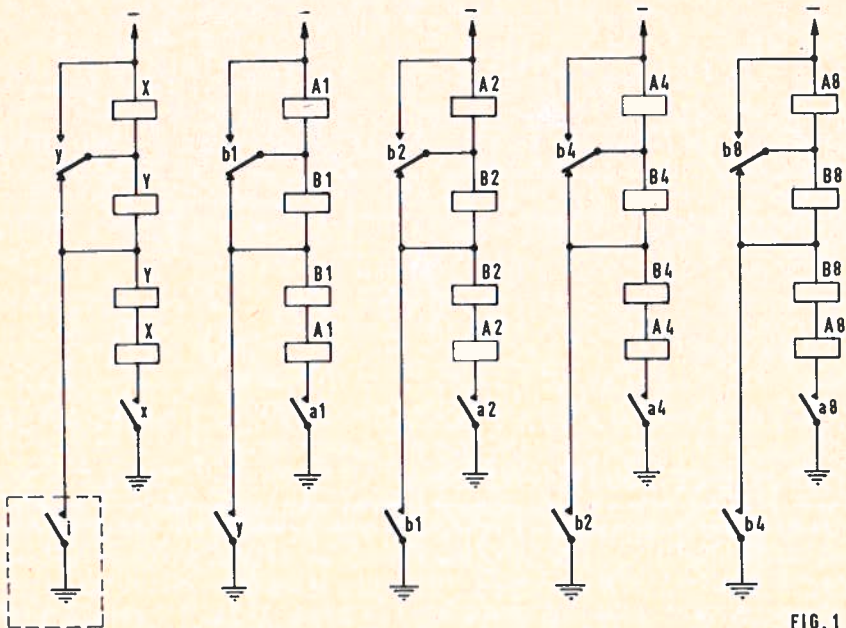 − − − − −
X A1 A2 A4 A8
y b1 b2 b4 b8
Y B1 B2 B4 B8
Y B1 B2 B4 B8
X A1 A2 A4 A8
x a1 a2 a4 a8
i y b1 b2 b4
FIG. 1